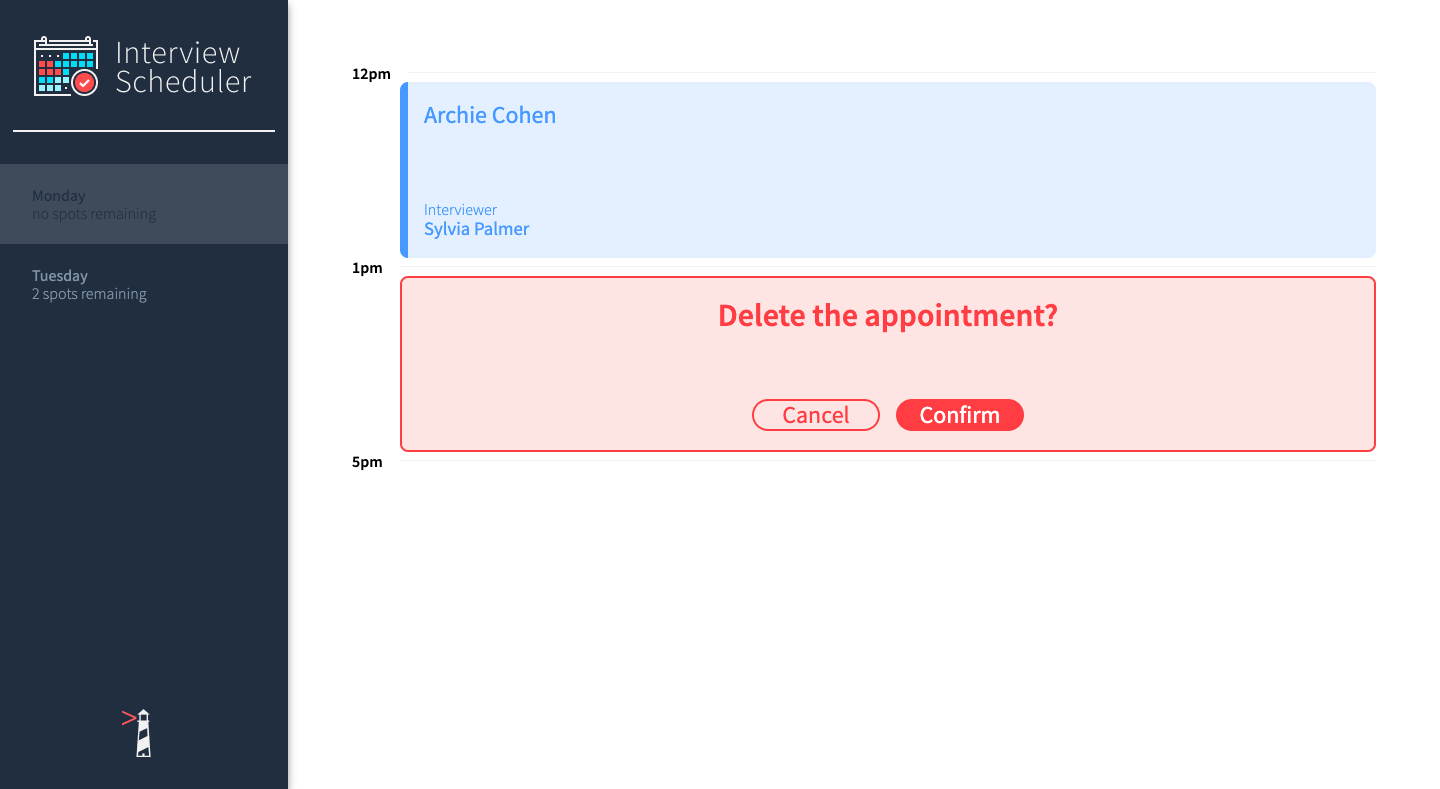 Interview
Scheduler
Monday
no spots remaining
Tuesday
2 spots remaining
12pm
Archie Cohen
Interviewer
Sylvia Palmer
1pm
Delete the appointment?
Cancel
Confirm
5pm